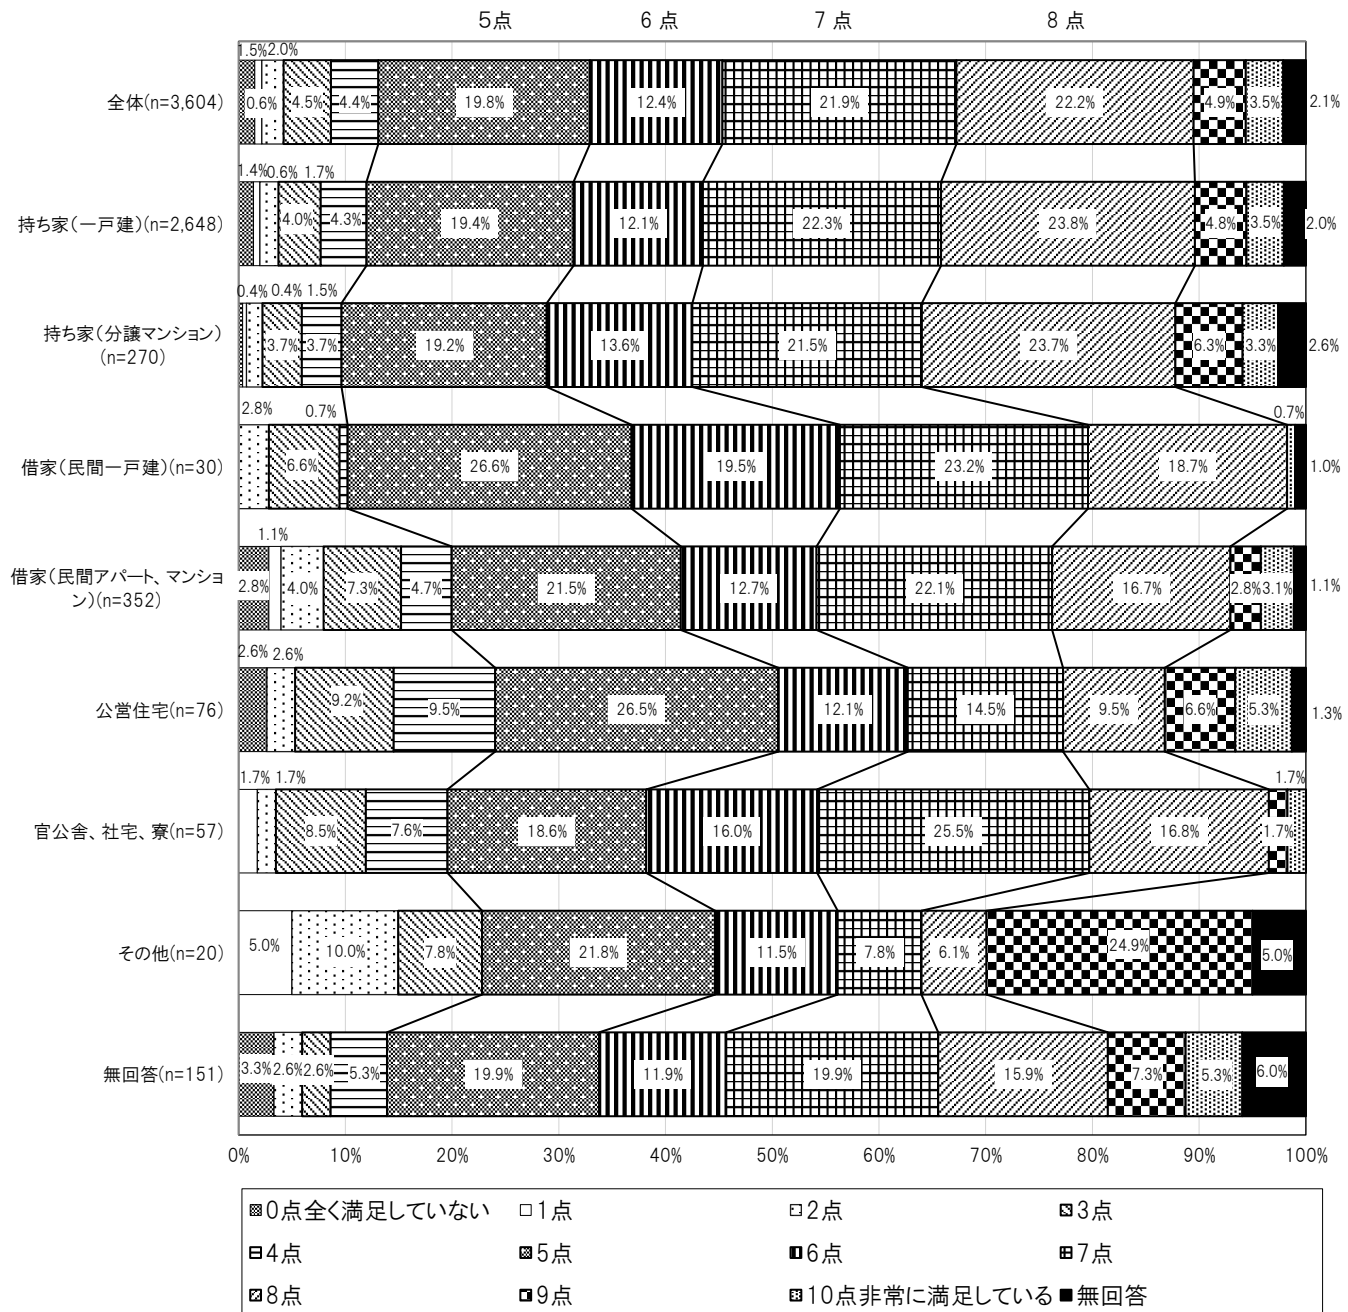 5点 6点 7点 8点
1.5% 2.0%
全体(n=3,604) 0.6% 4.5% 4.4% 19.8% 12.4% 21.9% 22.2% 4.9% 3.5% 2.1%
1.4% 0.6% 1.7%
持ち家(一戸建)(n=2,648) 4.0% 4.3% 19.4% 12.1% 22.3% 23.8% 4.8% 3.5% 2.0%
0.4% 0.4% 1.5%
持ち家(分譲マンション)
(n=270) 3.7% 3.7% 19.2% 13.6% 21.5% 23.7% 6.3% 3.3% 2.6%
2.8% 0.7% 0.7%
借家(民間一戸建)(n=30) 6.6% 26.6% 19.5% 23.2% 18.7% 1.0%
1.1%
借家(民間アパート、マンショ
ン)(n=352) 2.8% 4.0% 7.3% 4.7% 21.5% 12.7% 22.1% 16.7% 2.8% 3.1% 1.1%
2.6% 2.6%
公営住宅(n=76) 9.2% 9.5% 26.5% 12.1% 14.5% 9.5% 6.6% 5.3% 1.3%
1.7% 1.7% 1.7%
官公舎、社宅、寮(n=57) 8.5% 7.6% 18.6% 16.0% 25.5% 16.8% 1.7%
その他(n=20) 5.0% 10.0% 7.8% 21.8% 11.5% 7.8% 6.1% 24.9% 5.0%
無回答(n=151) 3.3% 2.6% 2.6% 5.3% 19.9% 11.9% 19.9% 15.9% 7.3% 5.3% 6.0%
0% 10% 20% 30% 40% 50% 60% 70% 80% 90% 100%
0点全く満足していない 1点 2点 3点
4点 5点 6点 7点
8点 9点 10点非常に満足している 無回答